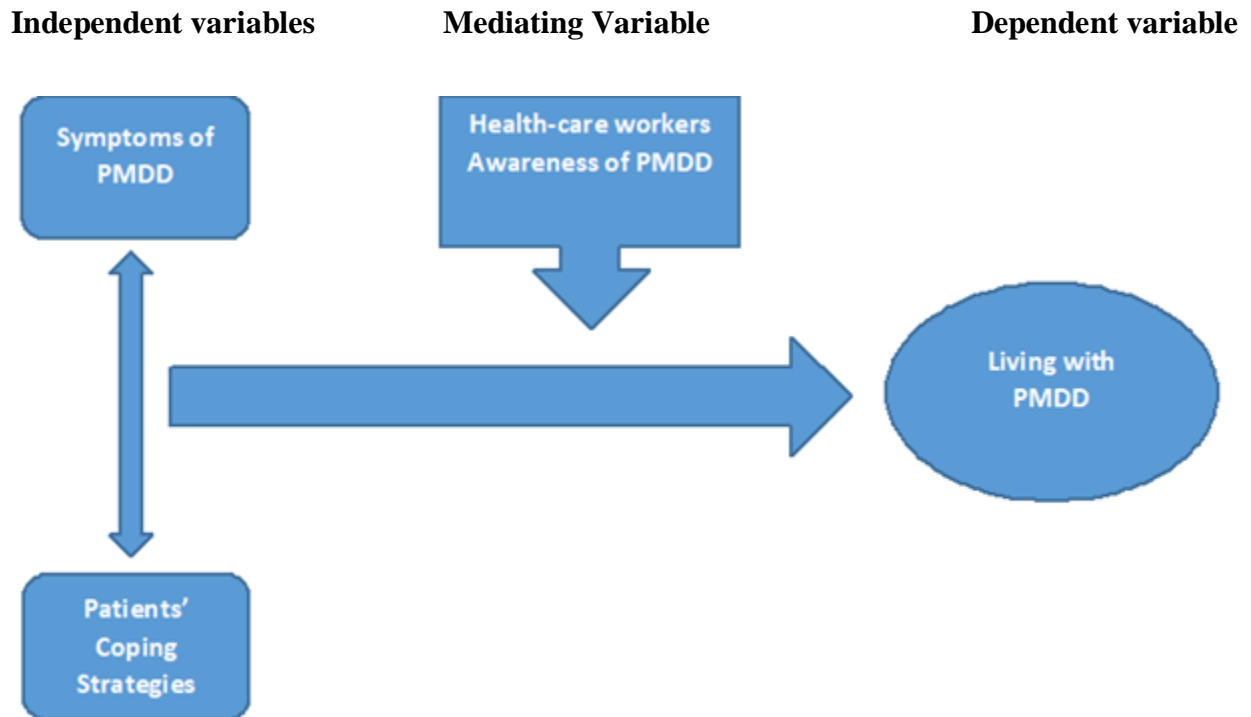 Independent variables
Mediating Variable
Dependent variable
Symptoms of
PMDD
Health-care workers
Awareness of PMDD
Living with
PMDD
Patients’
Coping
Strategies